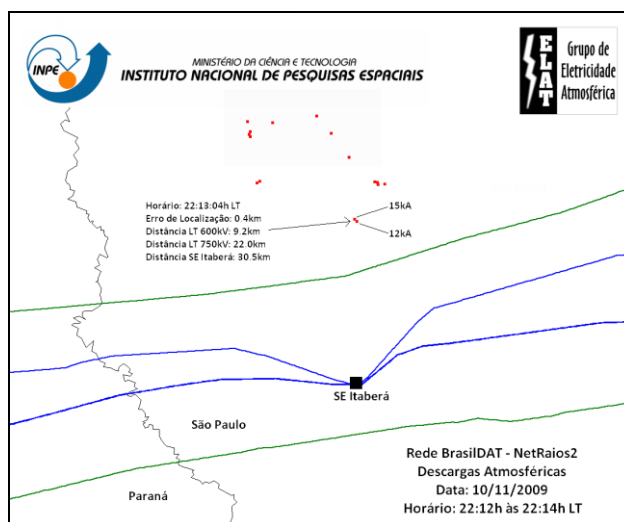 INPE
MINISTÉRIO DA CIÊNCIA E TECNOLOGIA
INSTITUTO NACIONAL DE PESQUISAS ESPACIAIS
ELAT
Grupo de
Eletricidade
Atmosférica
Horário: 22:13:04h LT
Erro de Localização: 0.4km
Distância LT 600kV: 9.2km
Distância LT 750kV: 22.0km
Distância SE Itaberá: 30.5km
15kA
12kA
SE Itaberá
São Paulo
Paraná
Rede BrasilDAT - NetRaios2
Descargas Atmosféricas
Data: 10/11/2009
Horário: 22:12h às 22:14h LT